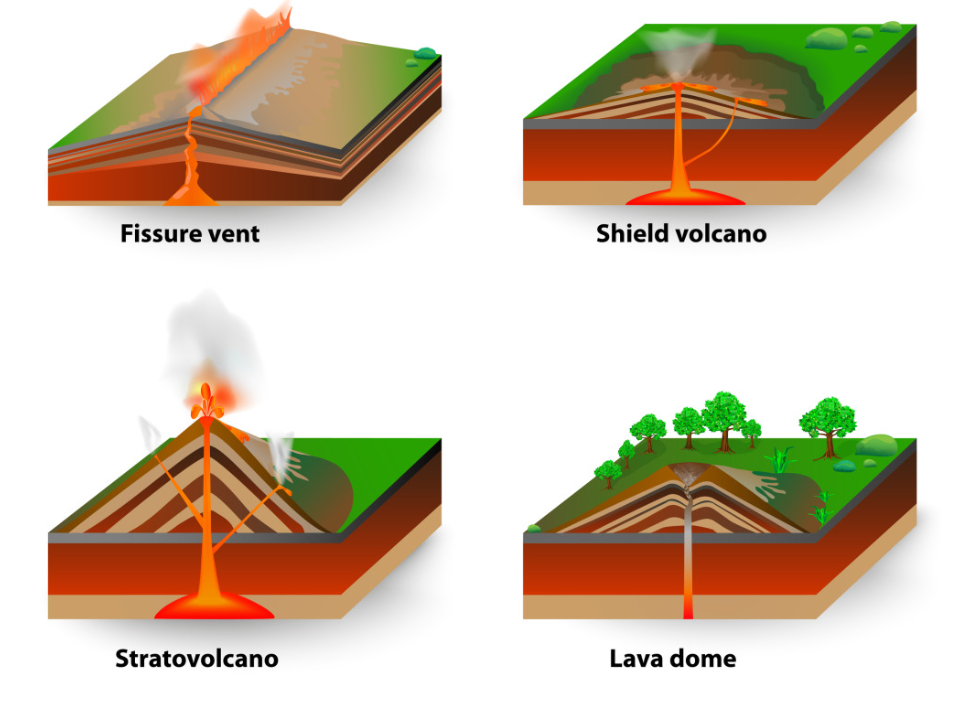 Fissure vent
Shield volcano
Stratovolcano
Lava dome